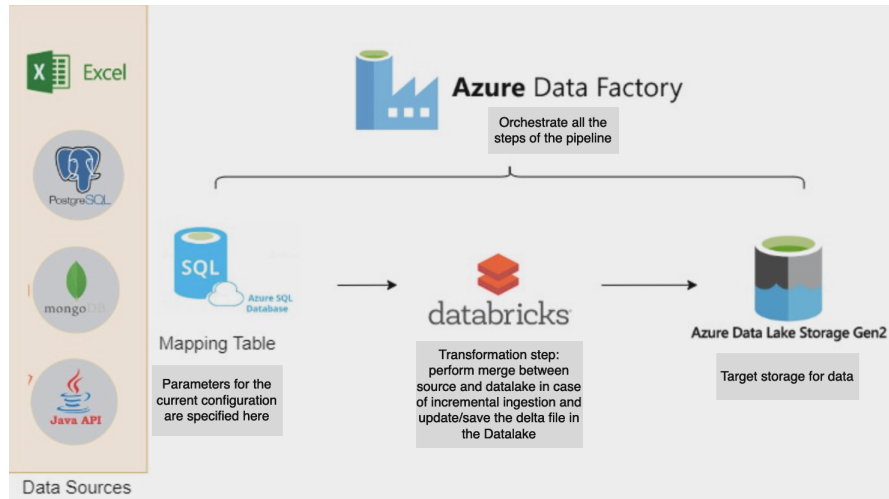 Excel
PostgreSQL
mongoDB
Java API
Data Sources
Azure Data Factory
Orchestrate all the
steps of the pipeline
SQL
Azure SQL
Database
Mapping Table
Parameters for the
current configuration
are specified here
databricks
Transformation step:
perform merge between
source and datalake in case
of incremental ingestion and
update/save the delta file in
the Datalake
Azure Data Lake Storage Gen2
Target storage for data